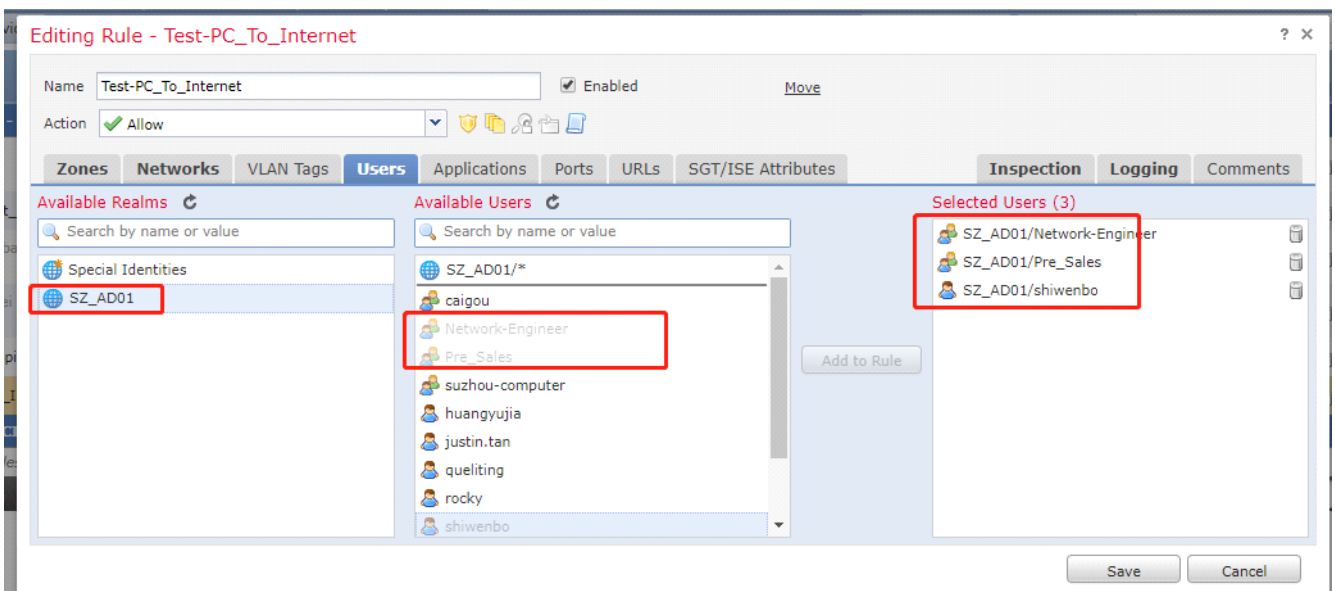 Editing Rule - Test-PC_To_Internet
?
Name Test-PC_To_Internet Enabled Move
Action Allow
Zones Networks VLAN Tags Users Applications Ports URLs SGT/ISE Attributes Inspection Logging Comments
Available Realms
Search by name or value
Special Identities
SZ_AD01
Available Users
Search by name or value
SZ_AD01/*
caigou
Network-Engineer
Pre_Sales
suzhou-computer
huangyujia
justin.tan
queliting
rocky
shiwenbo
Add to Rule
Selected Users (3)
SZ_AD01/Network-Engineer
SZ_AD01/Pre_Sales
SZ_AD01/shiwenbo
Save Cancel